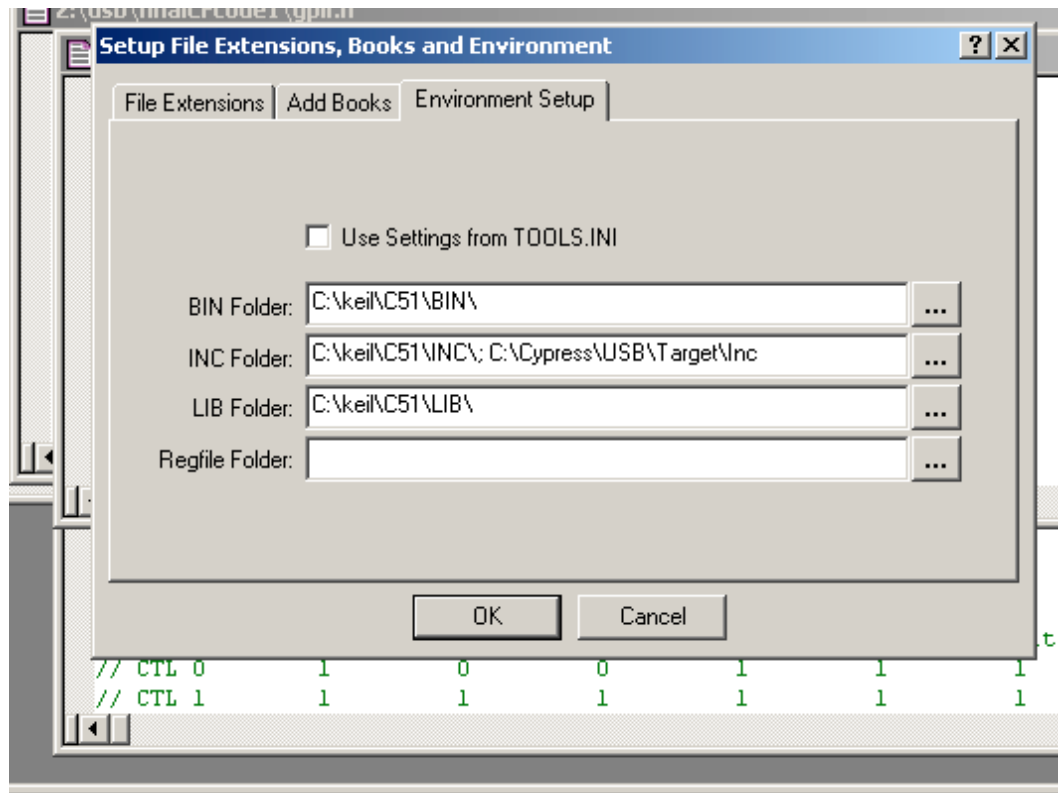 Setup File Extensions, Books and Environment
File Extensions Add Books Environment Setup
Use Settings from TOOLS.INI
BIN Folder: C:\keil\C51\BIN\ ...
INC Folder: C:\keil\C51\INC\; C:\Cypress\USB\Target\Inc ...
LIB Folder: C:\keil\C51\LIB\ ...
Regfile Folder: ...
OK Cancel
// CTL 0 1 0 0 1 1 1
// CTL 1 1 1 1 1 1 1